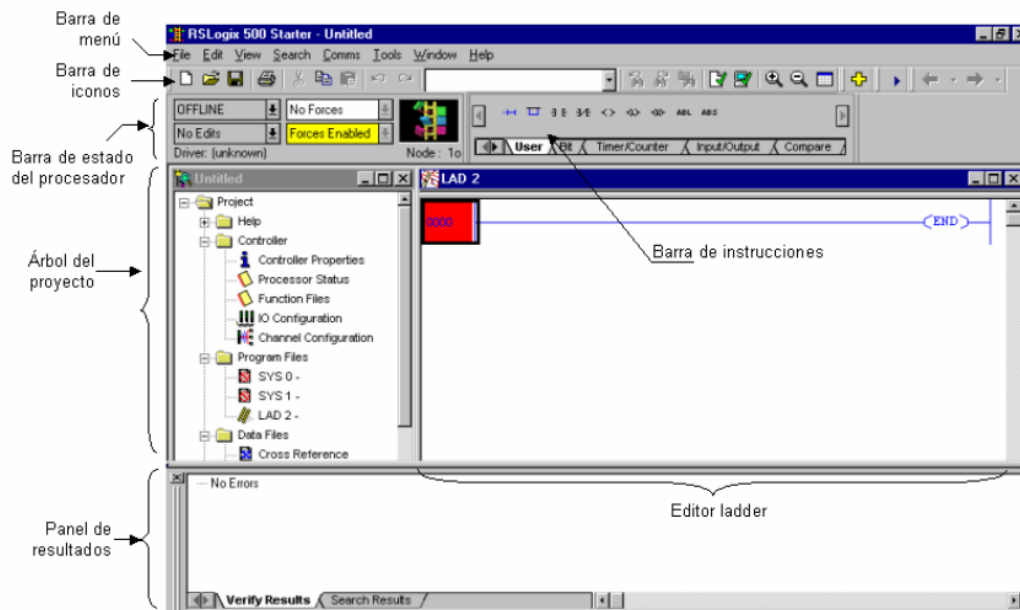 Barra de
menú
RSLogix 500 Starter - Untitled
File Edit View Search Comms Tools Window Help
Barra de
iconos
OFFLINE
No Forces
No Edits
Forces Enabled
Driver: (unknown)
Node : 1o
ABL ABS
User Bit Timer/Counter Input/Output Compare
Barra de estado
del procesador
Untitled
Project
Help
Controller
Controller Properties
Processor Status
Function Files
IO Configuration
Channel Configuration
Program Files
SYS 0 -
SYS 1 -
LAD 2 -
Data Files
Cross Reference
Árbol del
proyecto
LAD 2
0000
END
Barra de instrucciones
Editor ladder
No Errors
Panel de
resultados
Verify Results Search Results